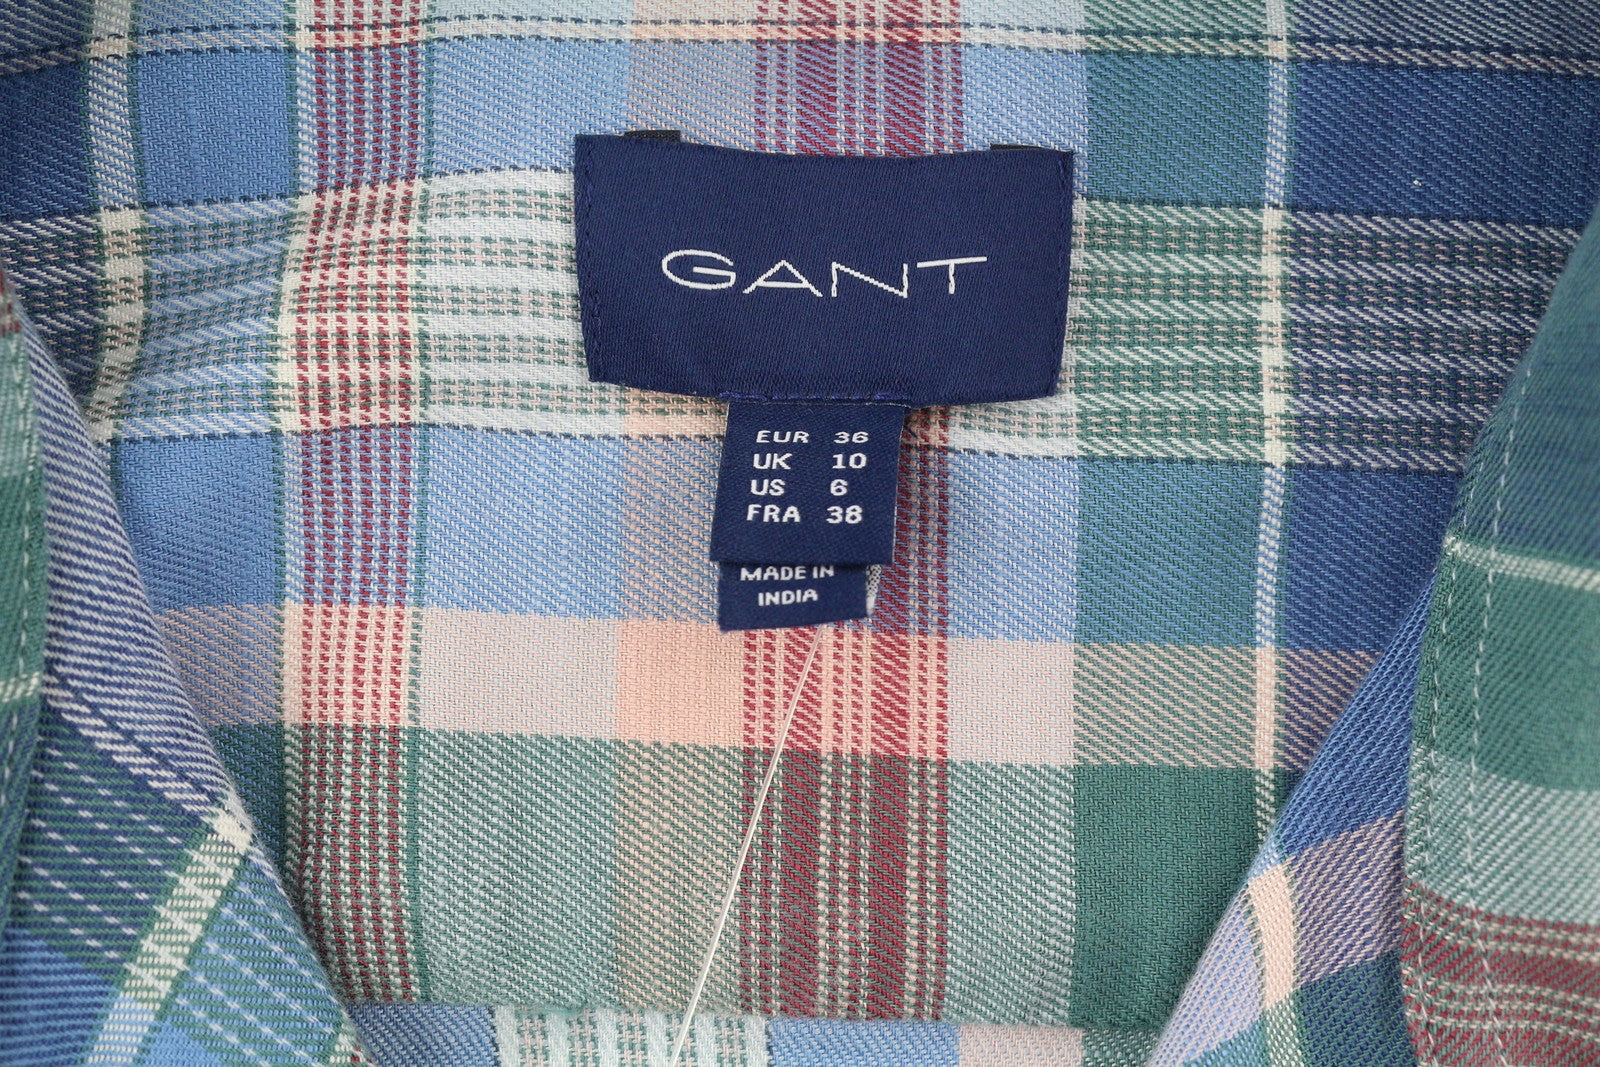 GANT
EUR 36
UK 10
US 6
FRA 38
MADE IN
INDIA